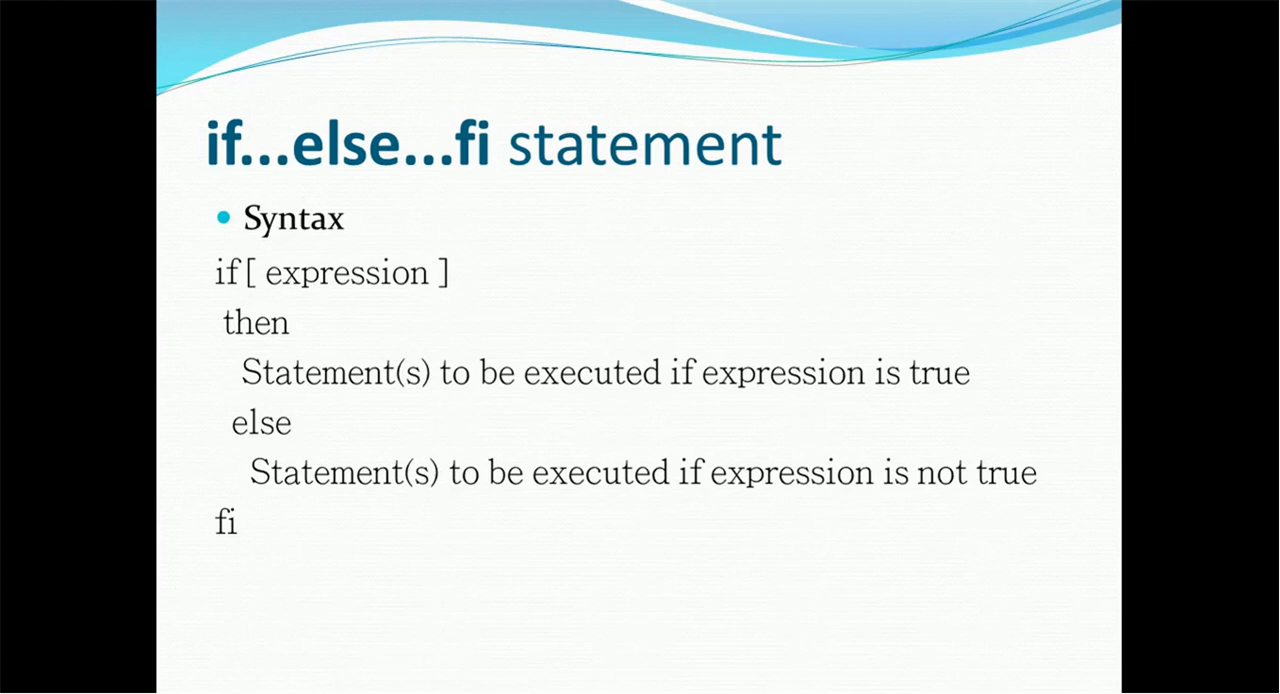 if...else...fi statement
Syntax
if [ expression ]
then
Statement(s) to be executed if expression is true
else
Statement(s) to be executed if expression is not true
fi